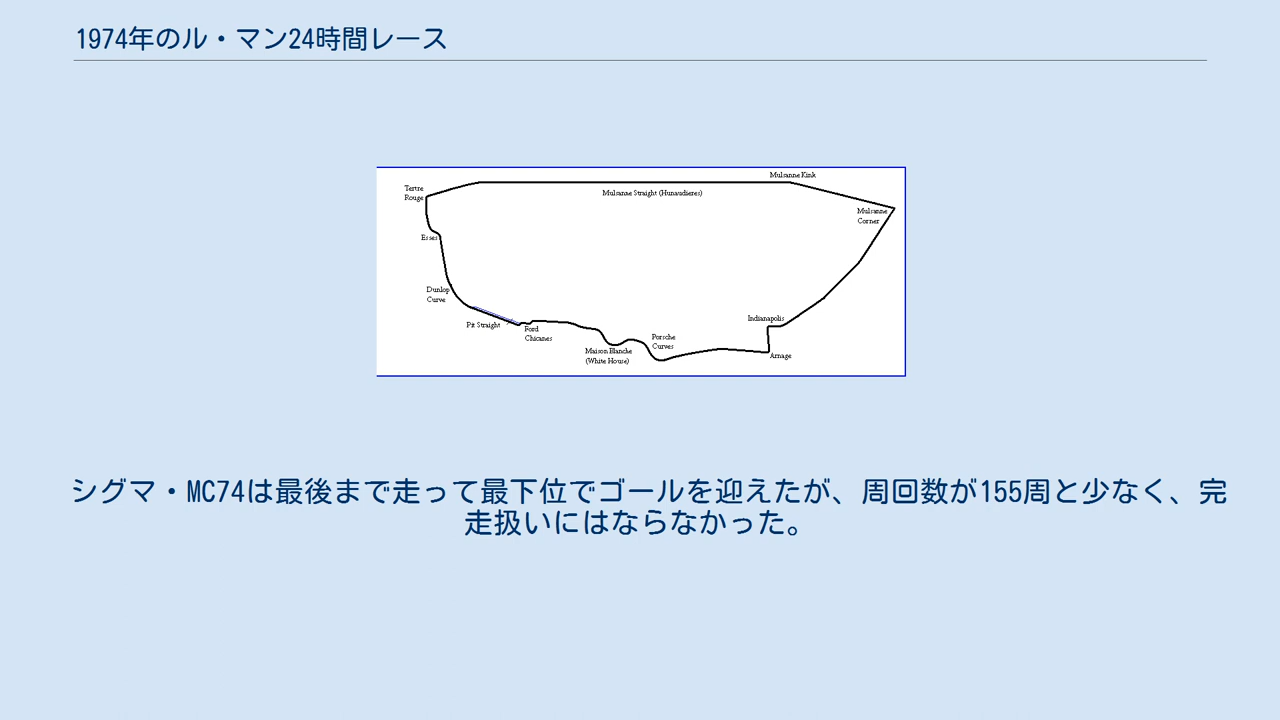 1974年のル・マン24時間レース
Mulsanne Kink
Tertre
Rouge
Mulsanne Straight (Hunaudieres)
Mulsanne
Corner
Esses
Dunlop
Curve
Indianapolis
Pit Straight
Ford
Chicanes
Porsche
Curves
Maison Blanche
(White House)
Arnage
シグマ・MC74は最後まで走って最下位でゴールを迎えたが、周回数が155周と少なく、完
走扱いにはならなかった。